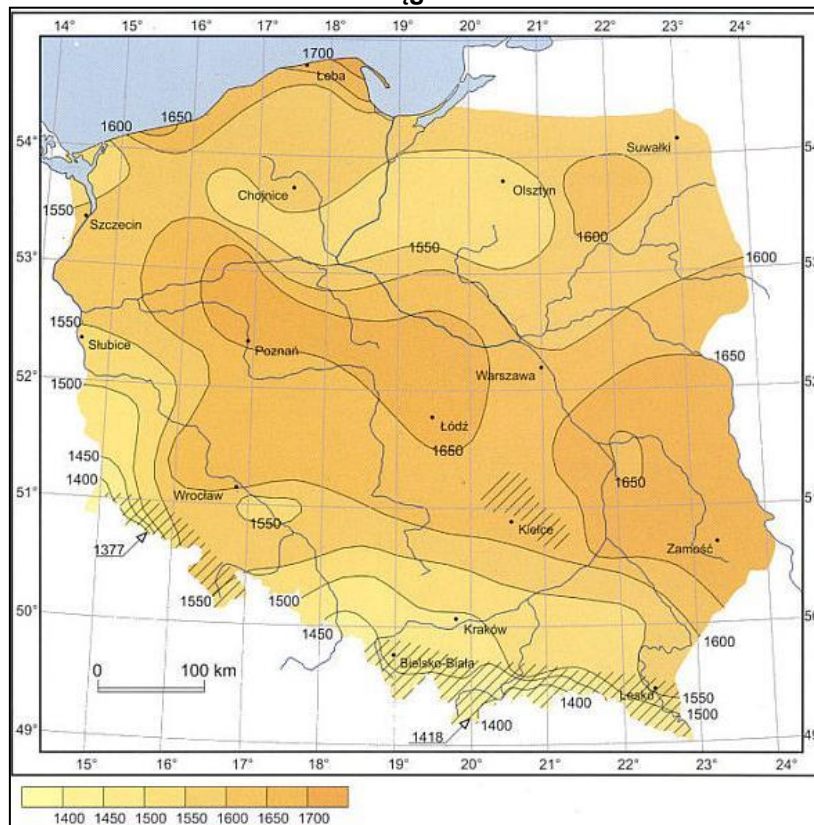 14° 15° 16° 17° 18° 19° 20° 21° 22° 23° 24°
1700
Łeba
1650
1600
54°
Suwałki
Chojnice
Olsztyn
1550
Szczecin
1550
1600
53°
1600
1550
Słubice
Poznań
1650
52°
Warszawa
1500
Łódź
1650
1450
1400
Wrocław
1650
51°
1550
Kielce
1377
Zamość
1550
1500
50°
1450
Kraków
1600
0 100 km
Bielsko-Biała
Lesko
1550
1500
1400
1400
1418
49°
15° 16° 17° 18° 19° 20° 21° 22° 23° 24°
1400 1450 1500 1550 1600 1650 1700